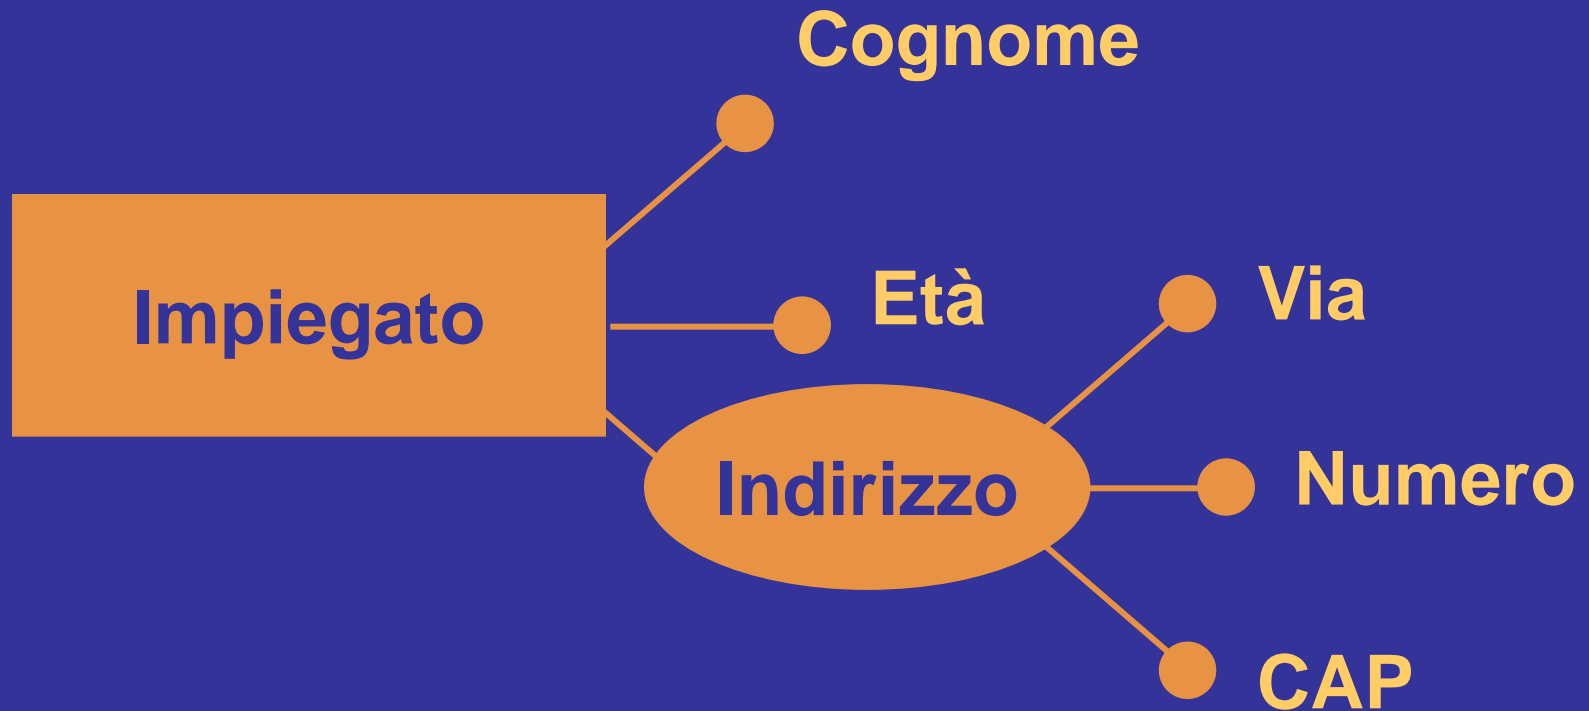 Cognome
Impiegato
Età
Via
Indirizzo
Numero
CAP